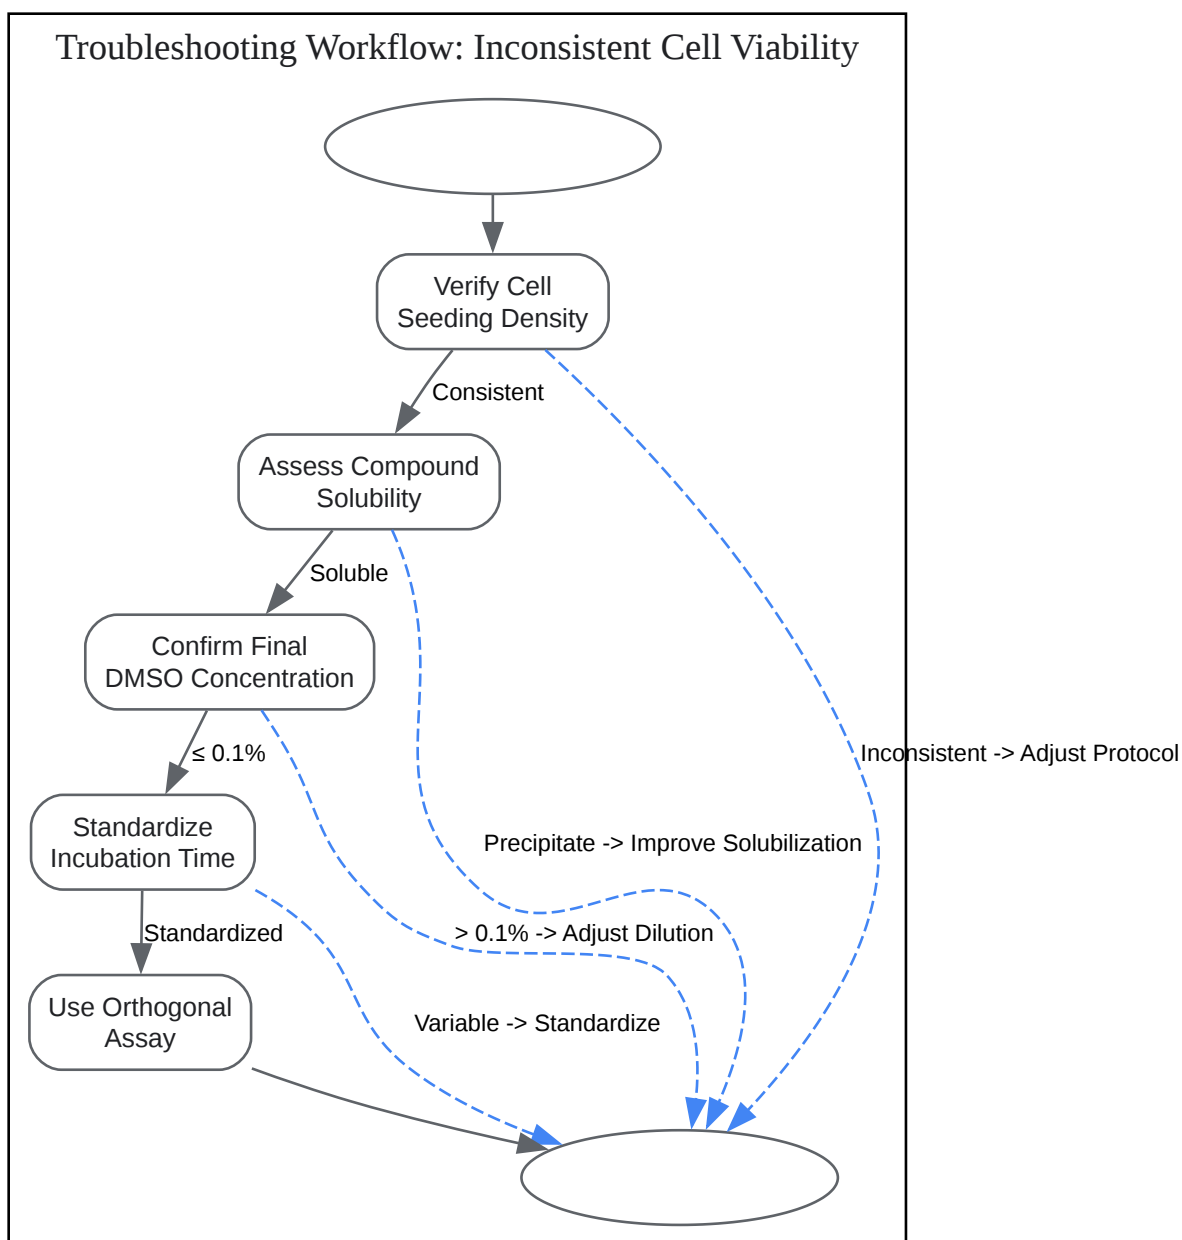 Troubleshooting Workflow: Inconsistent Cell Viability
Verify Cell
Seeding Density
Consistent
Assess Compound
Solubility
Soluble
Confirm Final
DMSO Concentration
≤ 0.1%
Inconsistent -> Adjust Protocol
Standardize
Incubation Time
Precipitate -> Improve Solubilization
Standardized
> 0.1% -> Adjust Dilution
Use Orthogonal
Assay
Variable -> Standardize